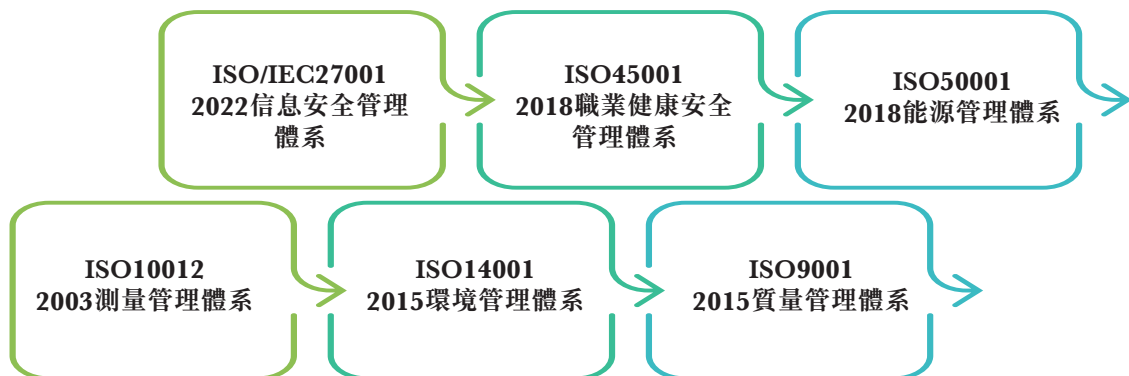 ISO/IEC27001
2022信息安全管理
體系
ISO45001
2018職業健康安全
管理體系
ISO50001
2018能源管理體系
ISO10012
2003測量管理體系
ISO14001
2015環境管理體系
ISO9001
2015質量管理體系